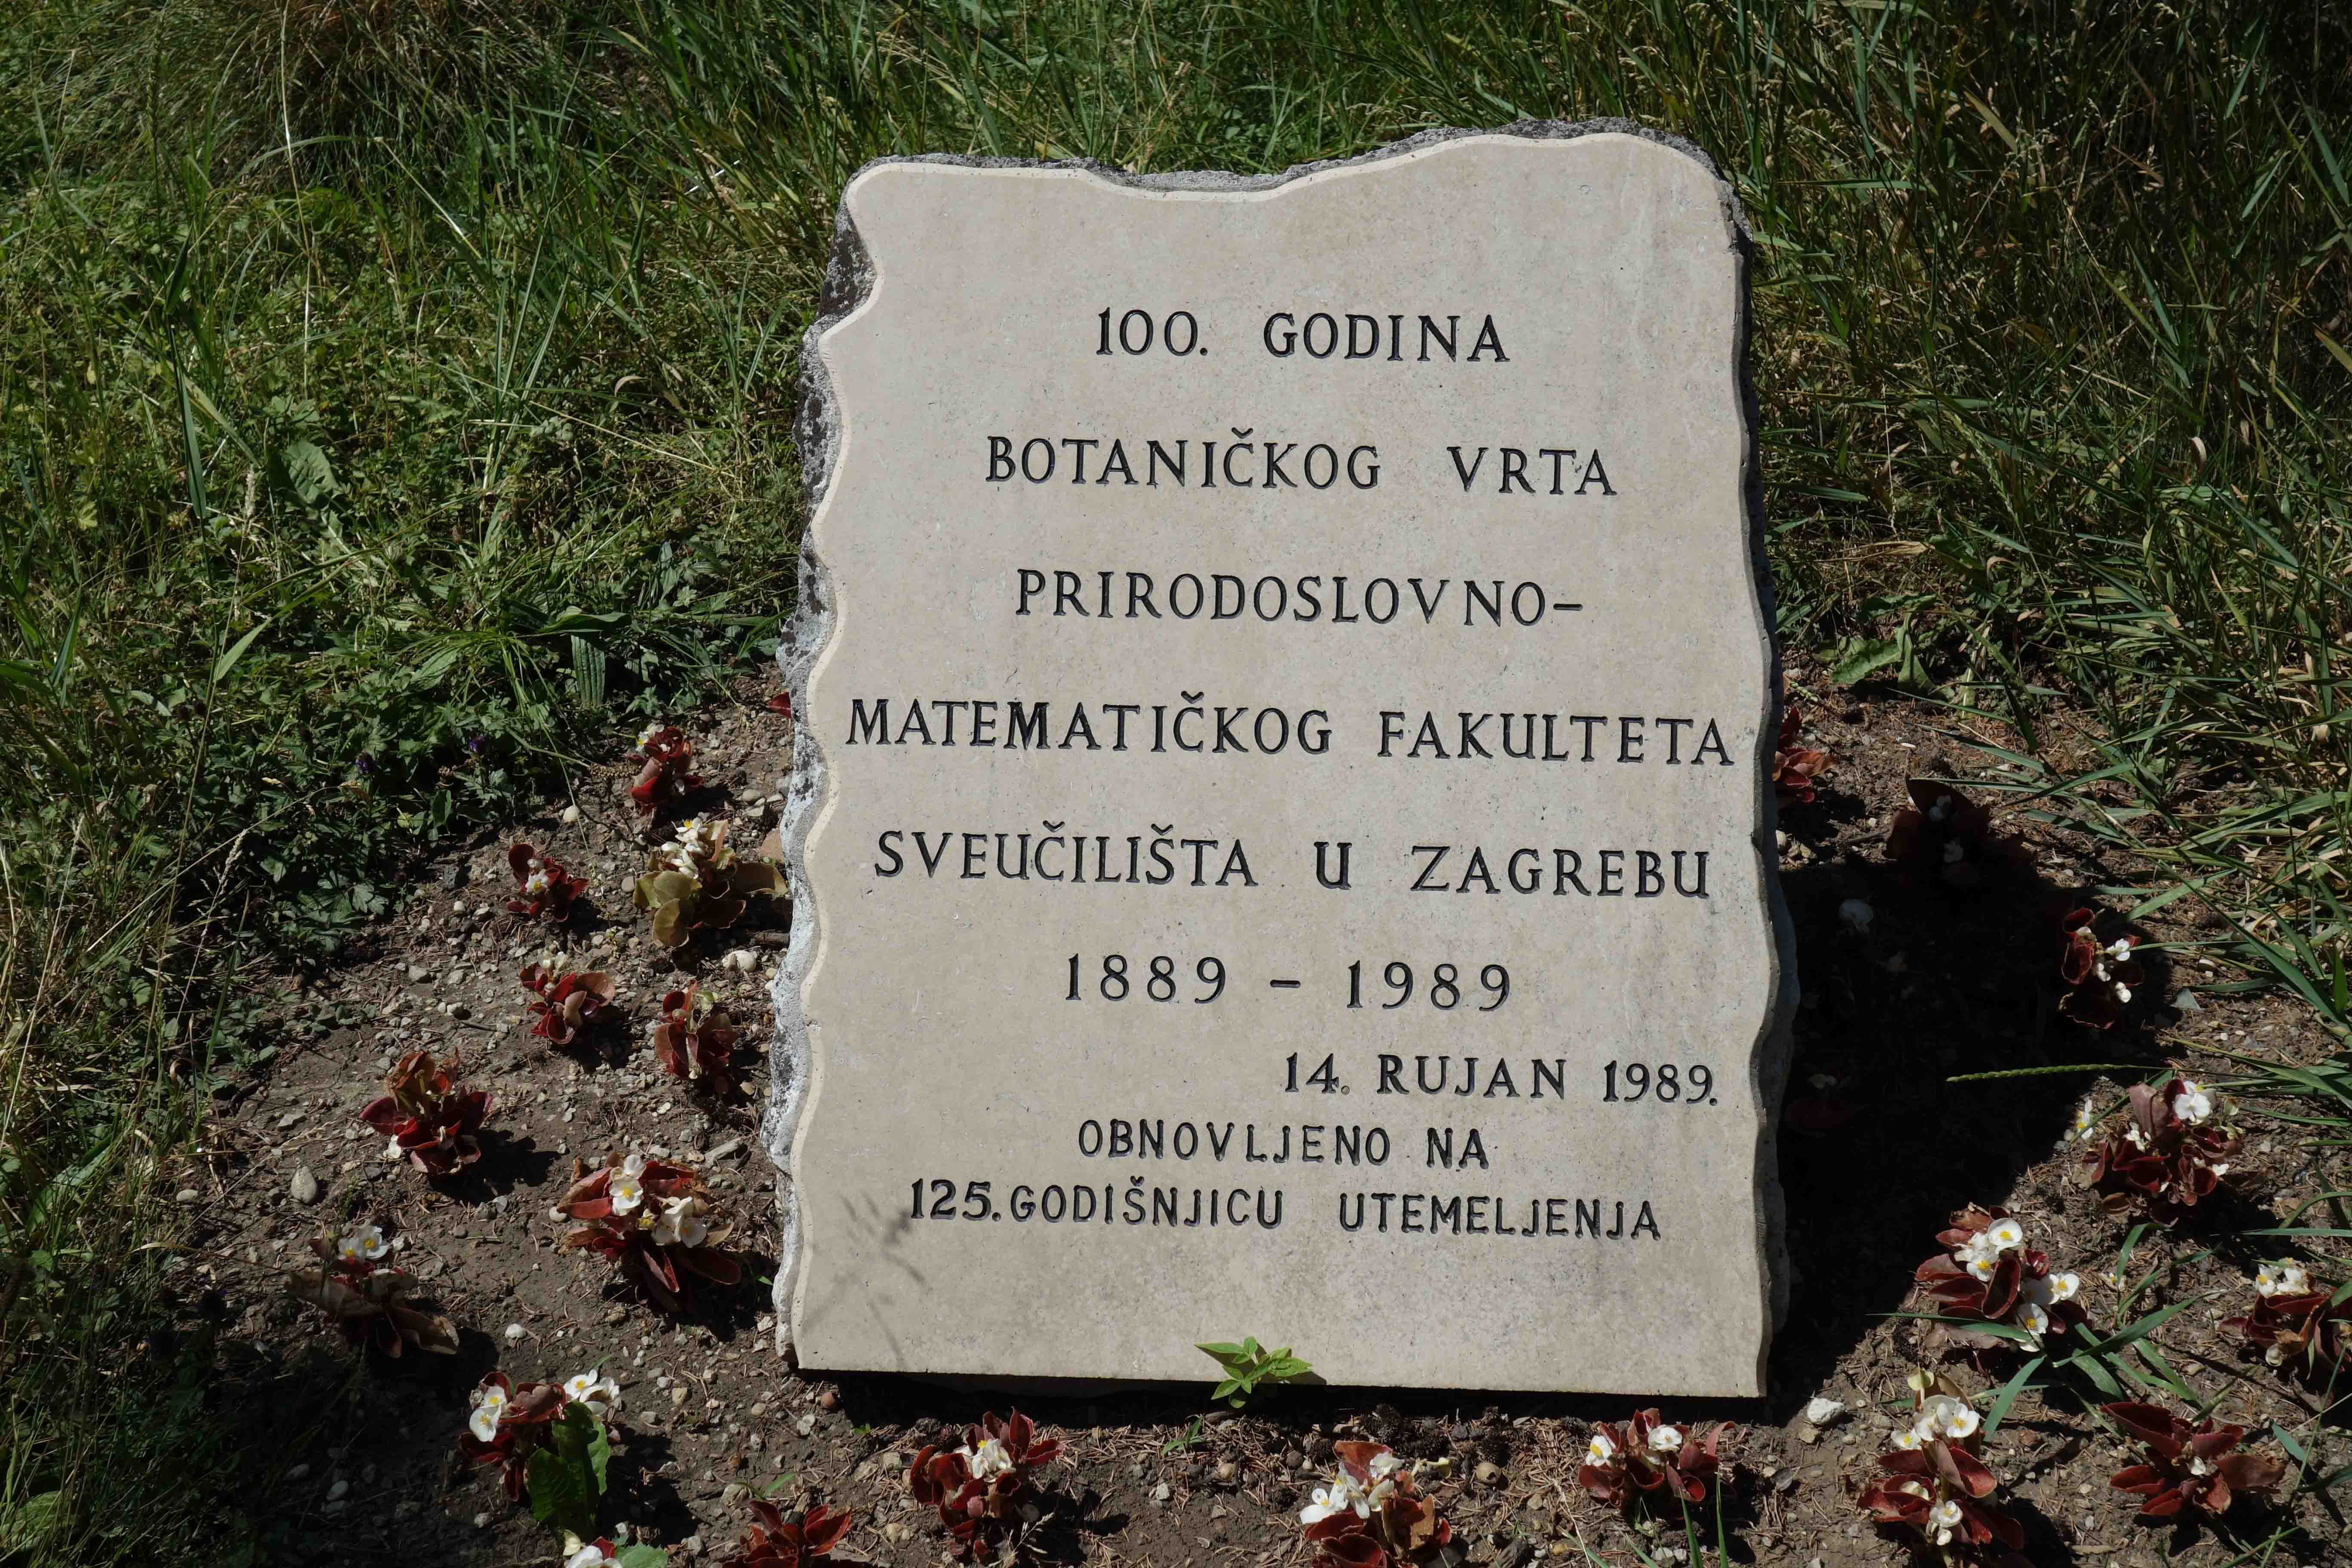 100. GODINA
BOTANIČKOG VRTA
PRIRODOSLOVNO-
MATEMATIČKOG FAKULTETA
SVEUČILIŠTA U ZAGREBU
1889 - 1989
14. RUJAN 1989.
OBNOVLJENO NA
125. GODIŠNJICU UTEMELJENJA